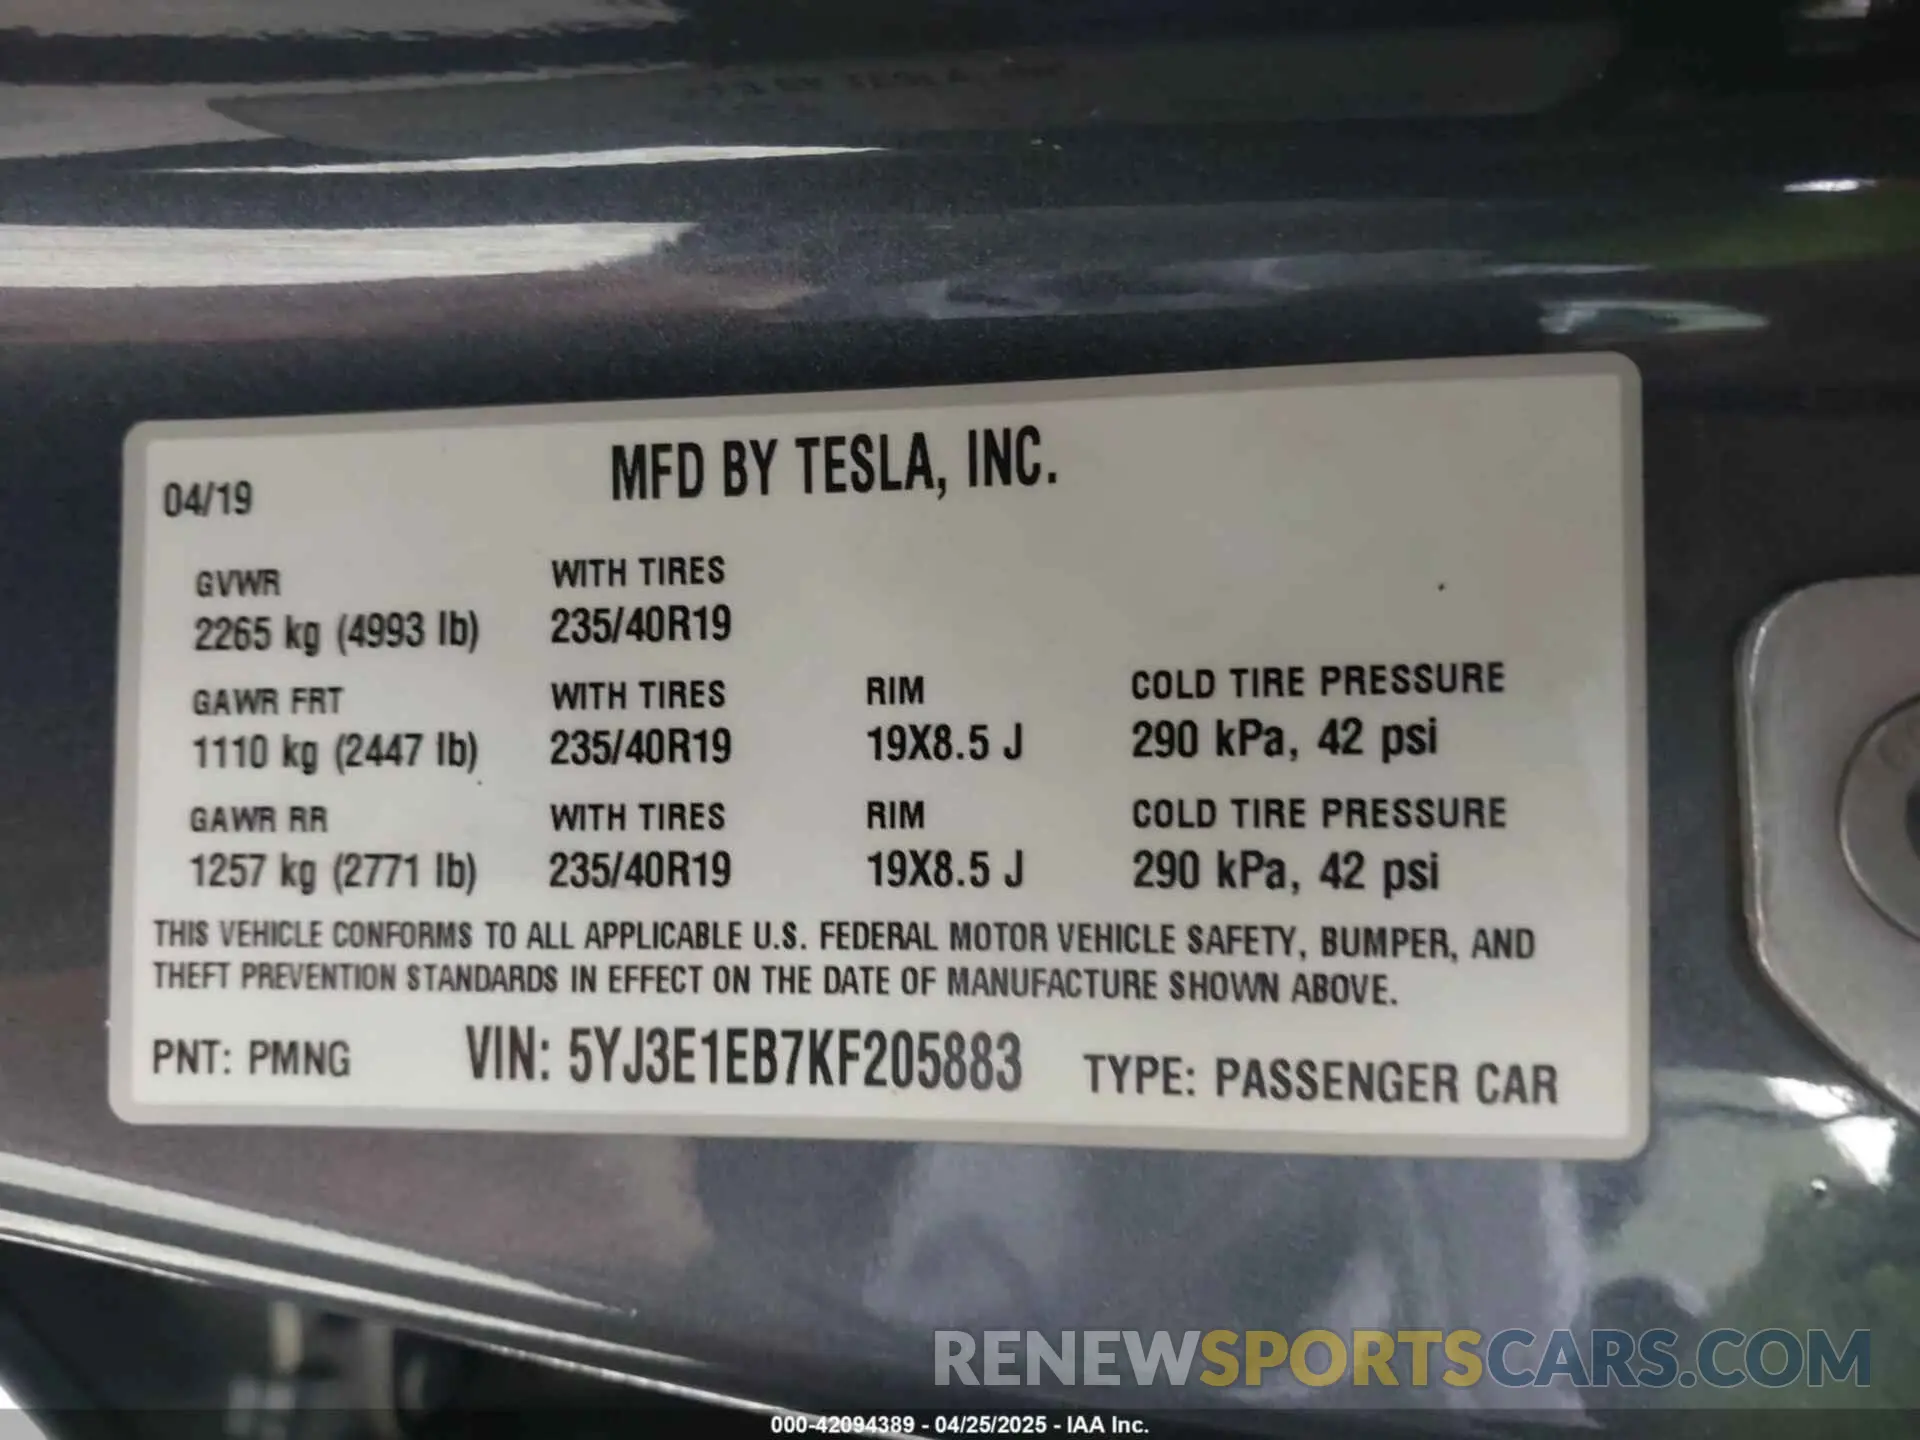 MFD BY TESLA, INC.
04/19
GVWR WITH TIRES
2265 kg (4993 lb) 235/40R19
GAWR FRT WITH TIRES RIM COLD TIRE PRESSURE
1110 kg (2447 lb) 235/40R19 19X8.5 J 290 kPa, 42 psi
GAWR RR WITH TIRES RIM COLD TIRE PRESSURE
1257 kg (2771 lb) 235/40R19 19X8.5 J 290 kPa, 42 psi
THIS VEHICLE CONFORMS TO ALL APPLICABLE U.S. FEDERAL MOTOR VEHICLE SAFETY, BUMPER, AND
THEFT PREVENTION STANDARDS IN EFFECT ON THE DATE OF MANUFACTURE SHOWN ABOVE.
PNT: PMNG VIN: 5YJ3E1EB7KF205883 TYPE: PASSENGER CAR
RENEWSPORTSCARS.COM
000-42094389 - 04/25/2025 - IAA Inc.